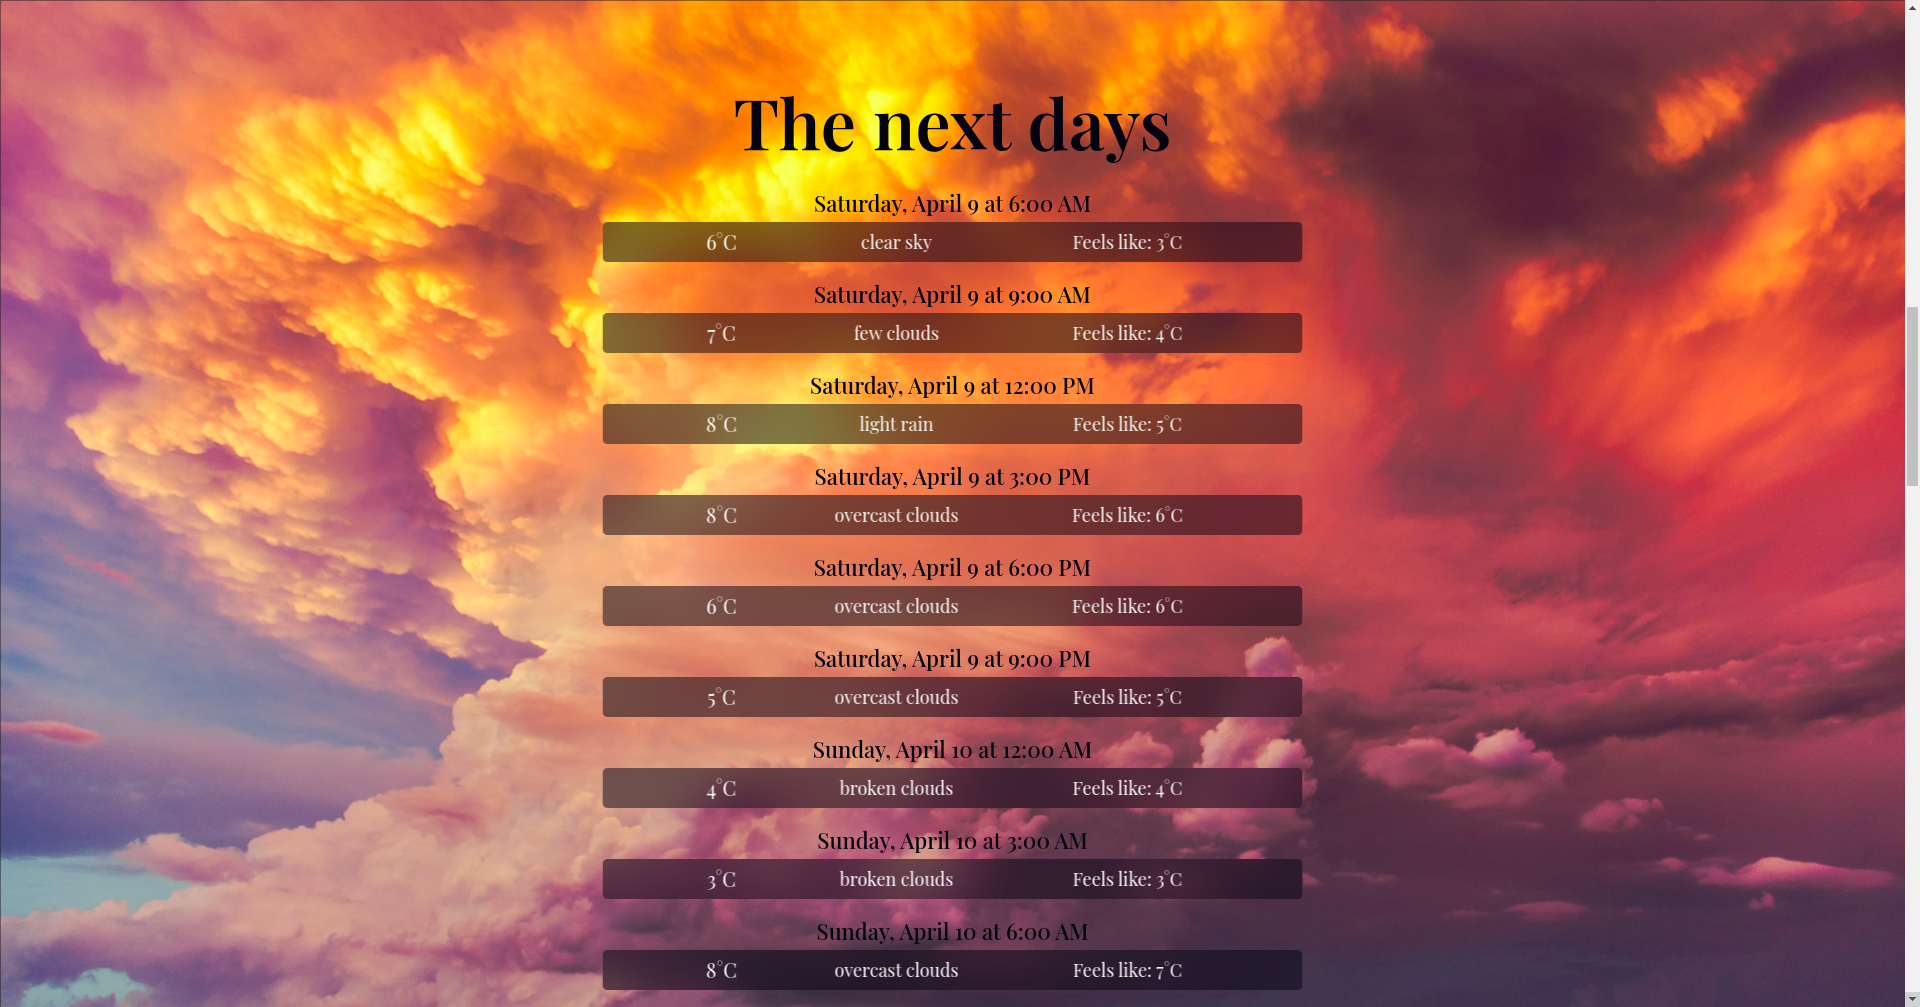 The next days
Saturday, April 9 at 6:00 AM
6°C clear sky Feels like: 3°C
Saturday, April 9 at 9:00 AM
7°C few clouds Feels like: 4°C
Saturday, April 9 at 12:00 PM
8°C light rain Feels like: 5°C
Saturday, April 9 at 3:00 PM
8°C overcast clouds Feels like: 6°C
Saturday, April 9 at 6:00 PM
6°C overcast clouds Feels like: 6°C
Saturday, April 9 at 9:00 PM
5°C overcast clouds Feels like: 5°C
Sunday, April 10 at 12:00 AM
4°C broken clouds Feels like: 4°C
Sunday, April 10 at 3:00 AM
3°C broken clouds Feels like: 3°C
Sunday, April 10 at 6:00 AM
8°C overcast clouds Feels like: 7°C